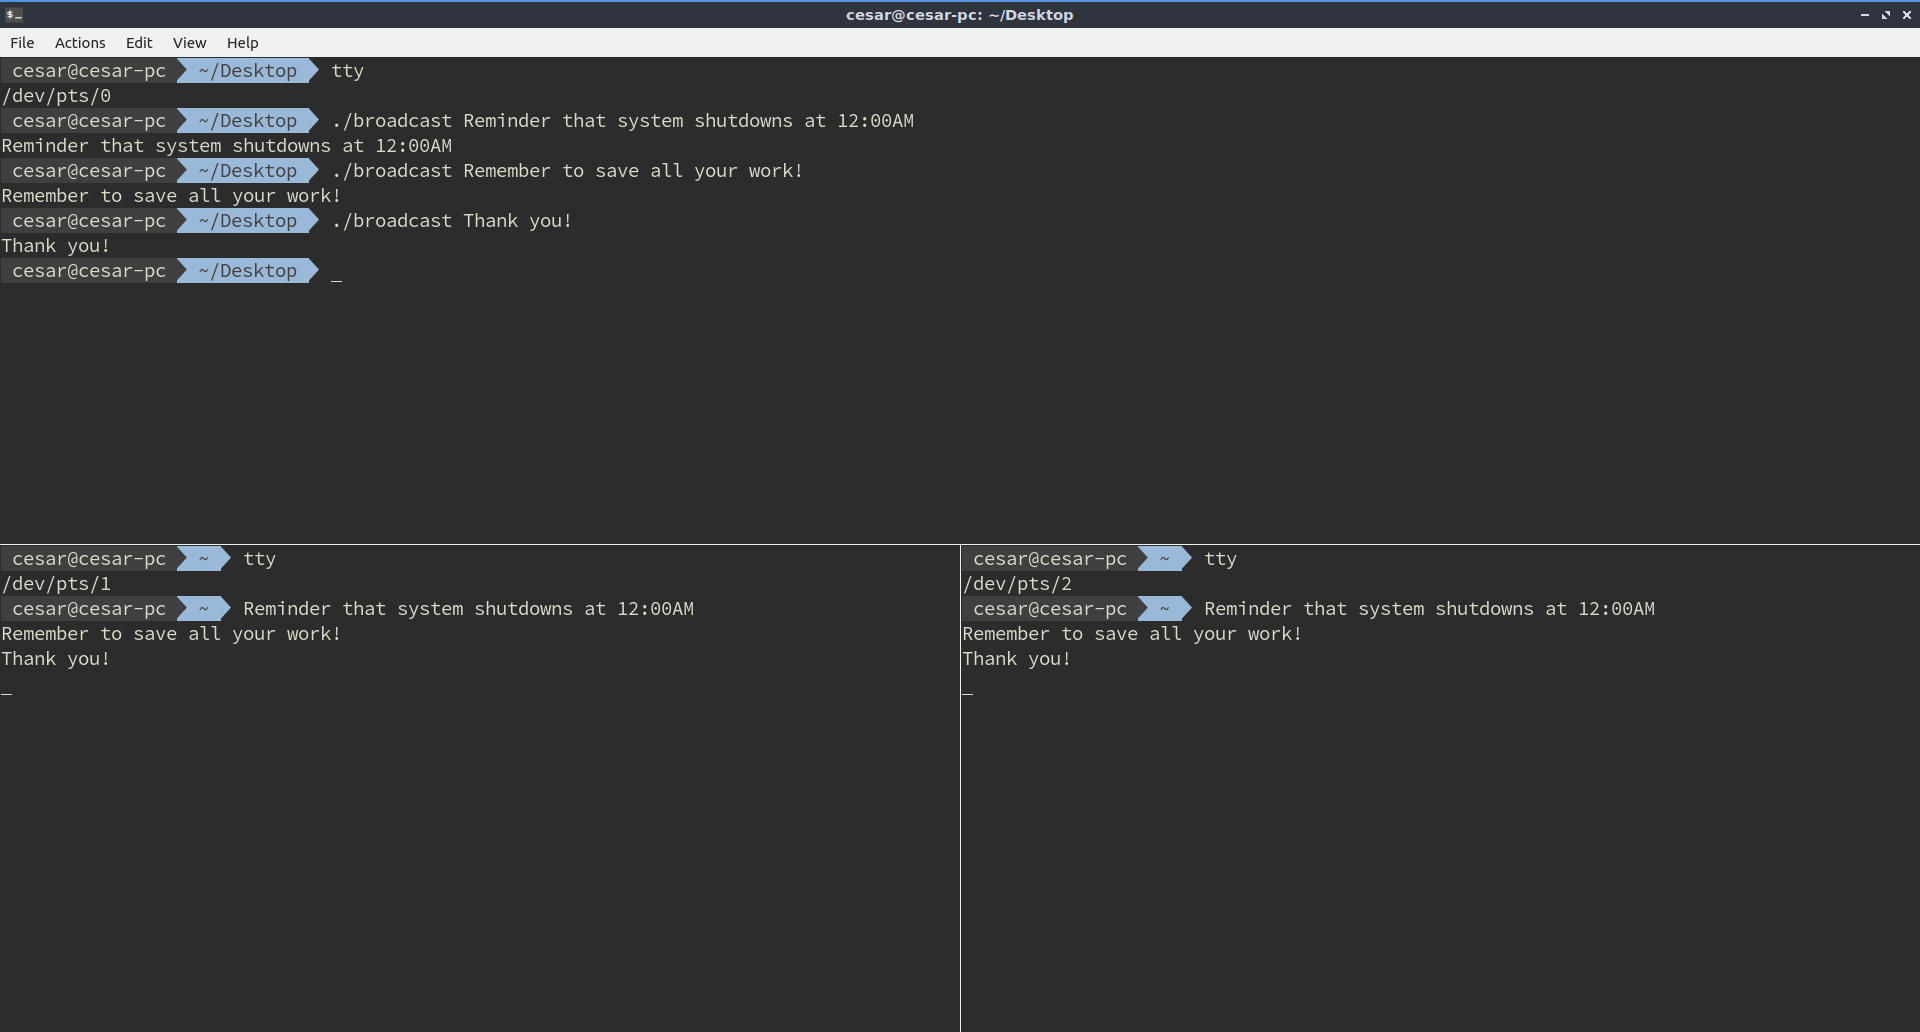 cesar@cesar-pc: ~/Desktop
File Actions Edit View Help
cesar@cesar-pc ~/Desktop tty
/dev/pts/0
cesar@cesar-pc ~/Desktop ./broadcast Reminder that system shutdowns at 12:00AM
Reminder that system shutdowns at 12:00AM
cesar@cesar-pc ~/Desktop ./broadcast Remember to save all your work!
Remember to save all your work!
cesar@cesar-pc ~/Desktop ./broadcast Thank you!
Thank you!
cesar@cesar-pc ~/Desktop _
cesar@cesar-pc ~ tty
/dev/pts/1
cesar@cesar-pc ~ Reminder that system shutdowns at 12:00AM
Remember to save all your work!
Thank you!
_
cesar@cesar-pc ~ tty
/dev/pts/2
cesar@cesar-pc ~ Reminder that system shutdowns at 12:00AM
Remember to save all your work!
Thank you!
_